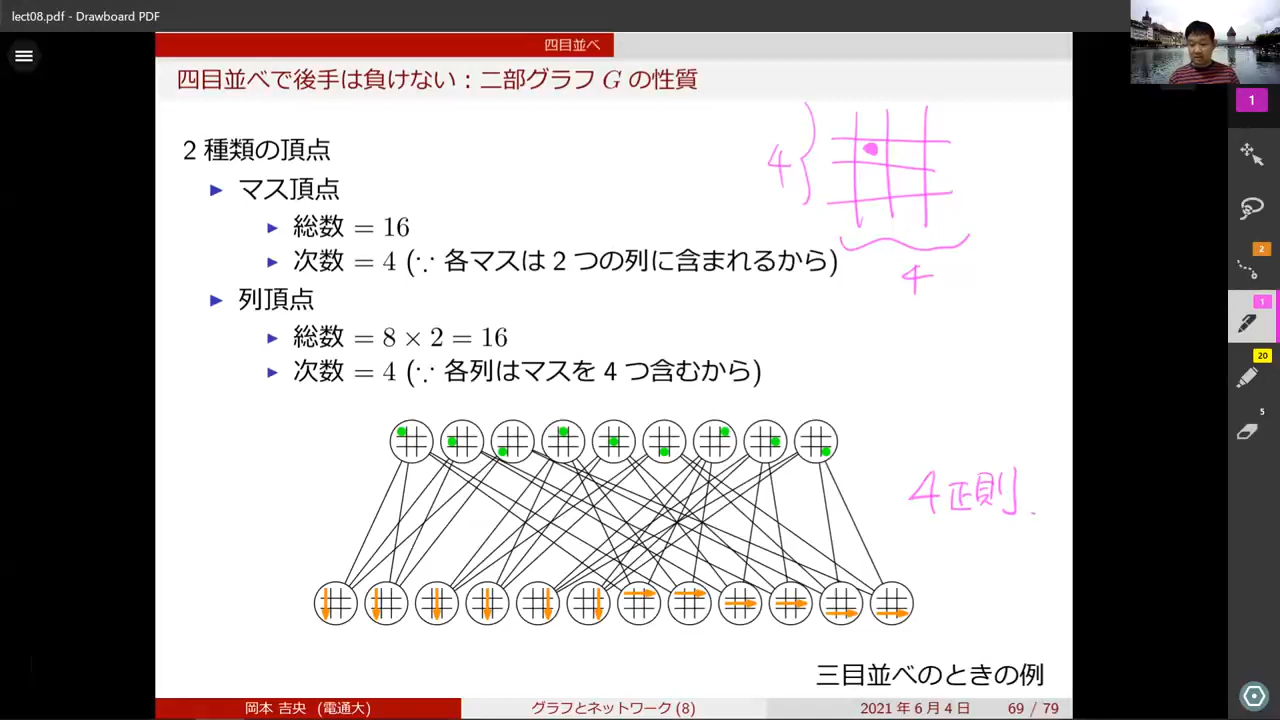 lect08.pdf - Drawboard PDF
四目並べ
四目並べで後手は負けない : 二部グラフ G の性質
2 種類の頂点
マス頂点
総数 = 16
次数 = 4 (∵ 各マスは 2 つの列に含まれるから)
列頂点
総数 = 8 × 2 = 16
次数 = 4 (∵ 各列はマスを 4 つ含むから)
4
4
4正則.
三目並べのときの例
岡本 吉央 (電通大)
グラフとネットワーク (8)
2021 年 6 月 4 日
69 / 79
1
2
1
20
5